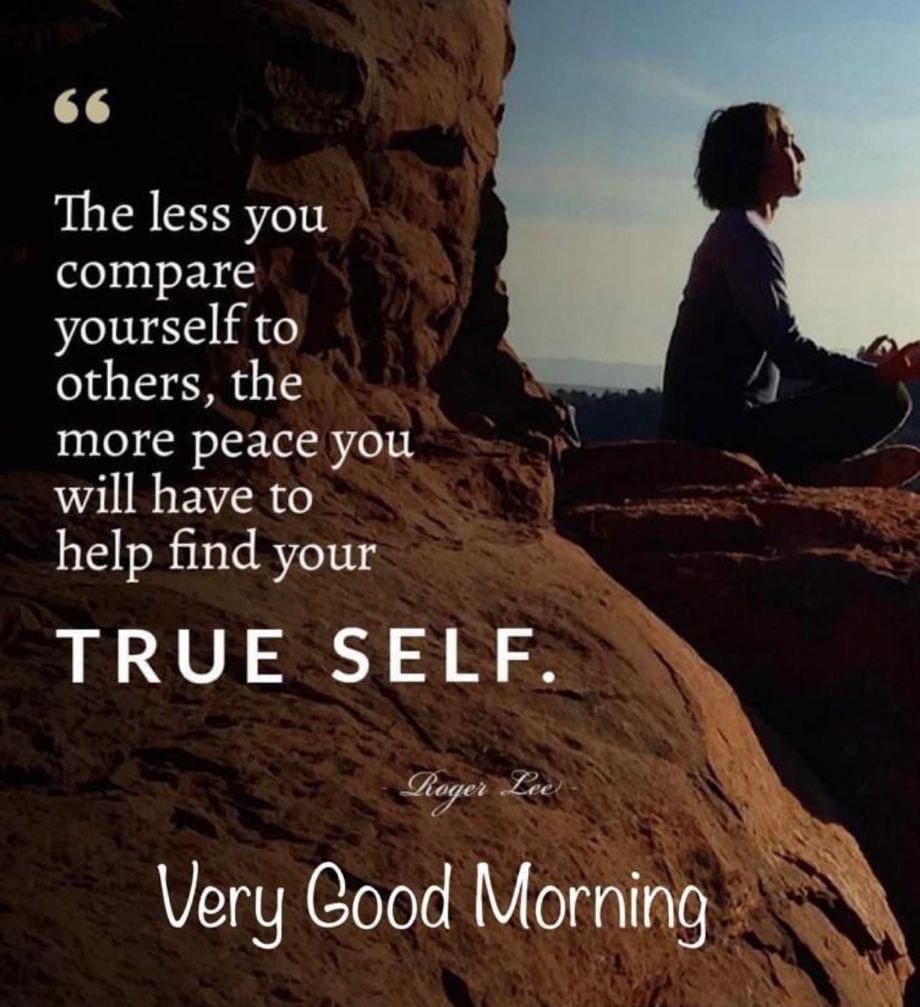 “
The less you
compare
yourself to
others, the
more peace you
will have to
help find your
TRUE SELF.
- Roger Lee -
Very Good Morning